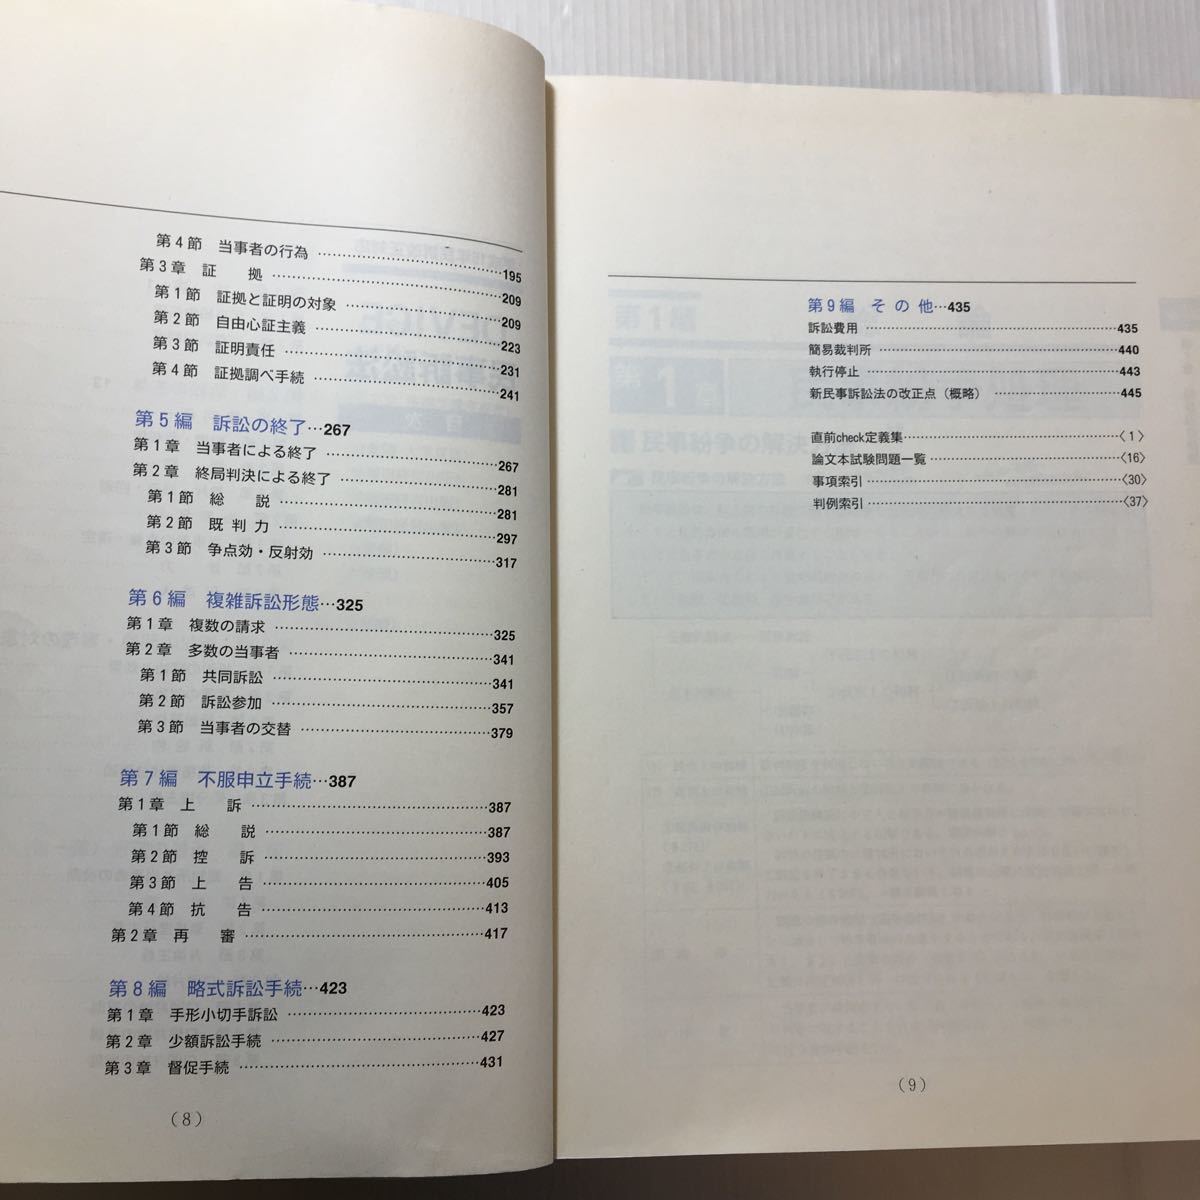 第4節　当事者の行為 ……195
第3章　証　　拠 ……209
第1節　証拠と証明の対象 ……209
第2節　自由心証主義 ……223
第3節　証明責任 ……231
第4節　証拠調べ手続 ……241
第5編　訴訟の終了…267
第1章　当事者による終了 ……267
第2章　終局判決による終了 ……281
第1節　総　　説 ……281
第2節　既 判 力 ……297
第3節　争点効・反射効 ……317
第6編　複雑訴訟形態…325
第1章　複数の請求 ……325
第2章　多数の当事者 ……341
第1節　共同訴訟 ……341
第2節　訴訟参加 ……357
第3節　当事者の交替 ……379
第7編　不服申立手続…387
第1章　上　　訴 ……387
第1節　総　　説 ……387
第2節　控　　訴 ……393
第3節　上　　告 ……405
第4節　抗　　告 ……413
第2章　再　　審 ……417
第8編　略式訴訟手続…423
第1章　手形小切手訴訟 ……423
第2章　少額訴訟手続 ……427
第3章　督促手続 ……431
（8）
第9編　そ の 他…435
訴訟費用 ……435
簡易裁判所 ……440
執行停止 ……443
新民事訴訟法の改正点（概略） ……445
直前check定義集……〈1〉
論文本試験問題一覧 ……〈16〉
事項索引 ……〈30〉
判例索引 ……〈37〉
（9）